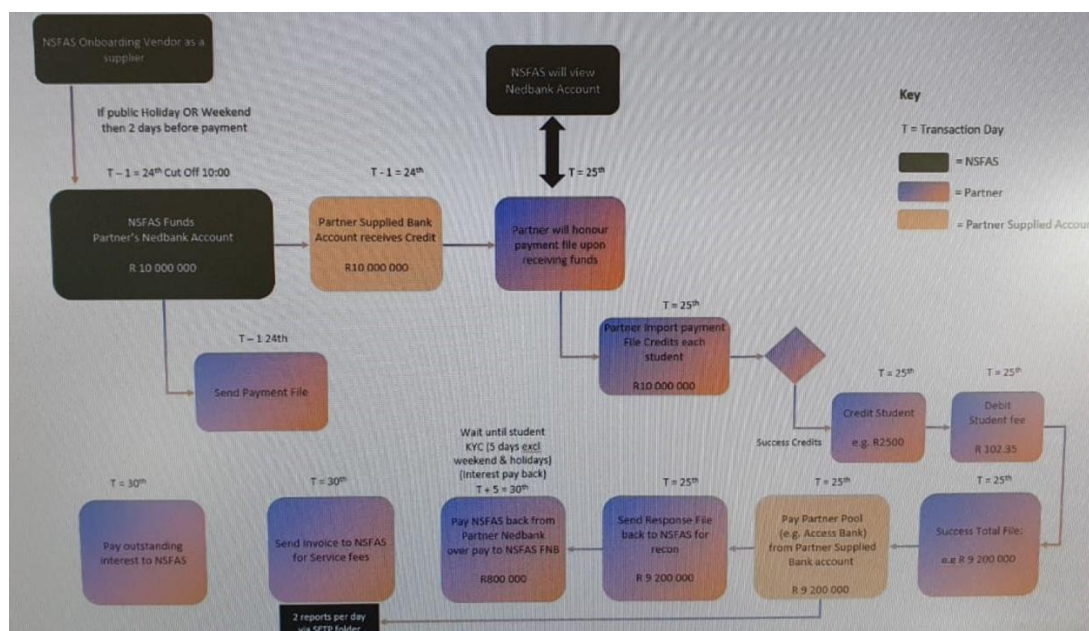 NSFAS Onboarding Vendor as a
supplier
If public Holiday OR Weekend
then 2 days before payment
NSFAS will view
Nedbank Account
Key
T = Transaction Day
= NSFAS
= Partner
= Partner Supplied Accoun
T – 1 = 24th Cut Off 10:00
T - 1 = 24th
T = 25th
NSFAS Funds
Partner's Nedbank Account
R 10 000 000
Partner Supplied Bank
Account receives Credit
R10 000 000
Partner will honour
payment file upon
receiving funds
T – 1 24th
Send Payment File
T = 25th
Partner Import payment
File Credits each
student
R10 000 000
Success Credits
T = 25th
Credit Student
e.g. R2500
T = 25th
Debit
Student fee
R 102.35
T = 30th
Pay outstanding
interest to NSFAS
T = 30th
Send Invoice to NSFAS
for Service fees
Wait until student
KYC (5 days excl
weekend & holidays)
(Interest pay back)
T + 5 = 30th
Pay NSFAS back from
Partner Nedbank
over pay to NSFAS FNB
R800 000
T = 25th
Send Response File
back to NSFAS for
recon
R 9 200 000
T = 25th
Pay Partner Pool
(e.g. Access Bank)
from Partner Supplied
Bank account
R 9 200 000
T = 25th
Success Total File:
e.g R 9 200 000
2 reports per day
via SFTP folder